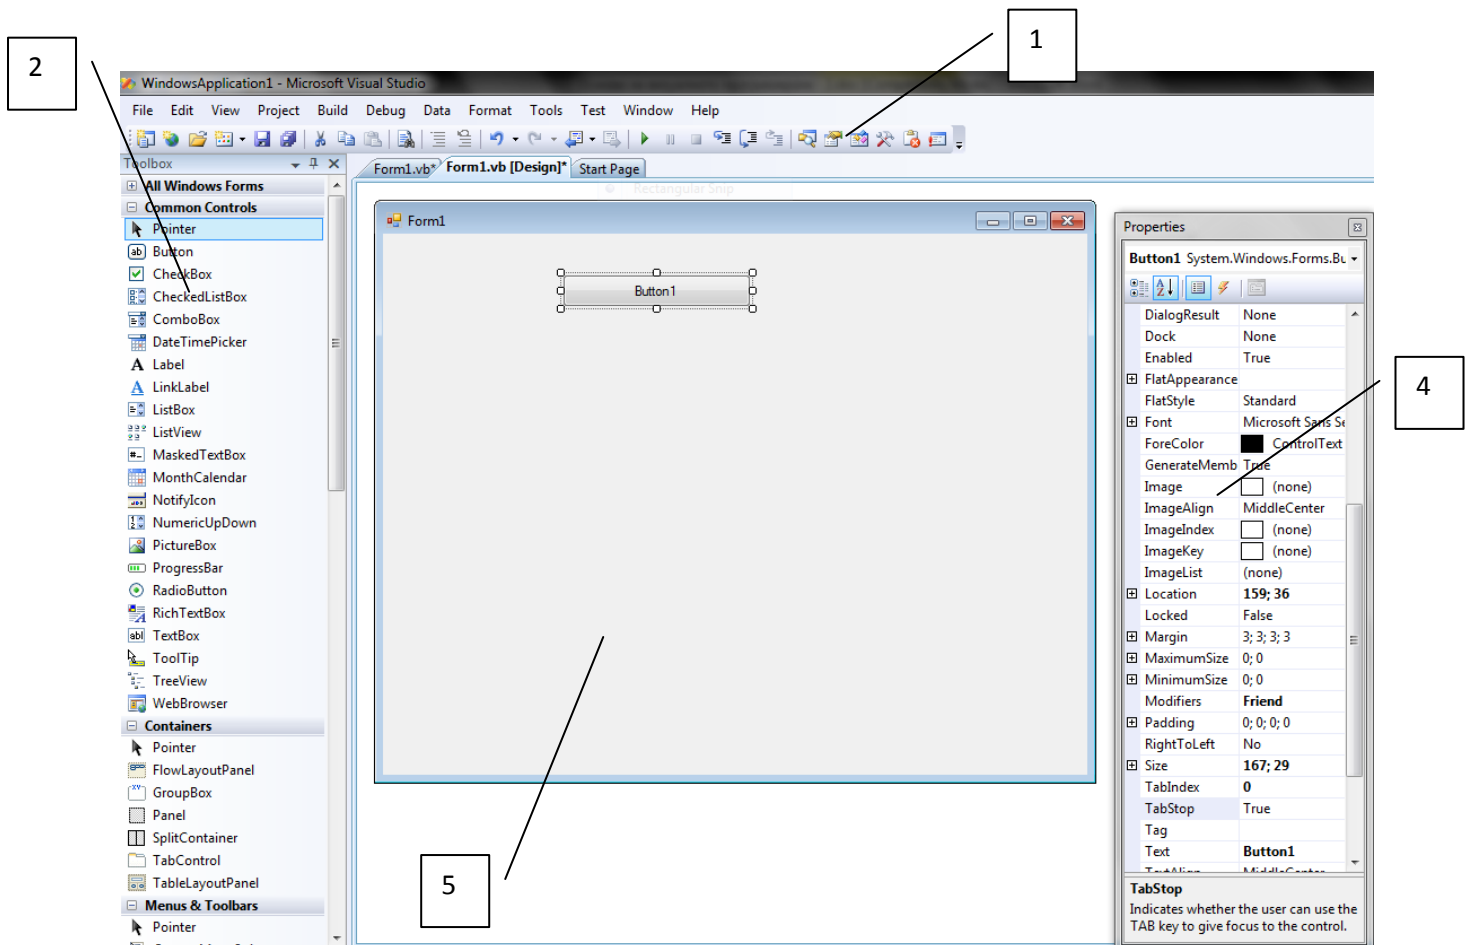 1
2
WindowsApplication1 - Microsoft Visual Studio
File Edit View Project Build Debug Data Format Tools Test Window Help
Toolbox
Form1.vb* Form1.vb [Design]* Start Page
All Windows Forms
Rectangular Snip
Common Controls
Pointer
Button
CheckBox
CheckedListBox
ComboBox
DateTimePicker
Label
LinkLabel
ListBox
ListView
MaskedTextBox
MonthCalendar
NotifyIcon
NumericUpDown
PictureBox
ProgressBar
RadioButton
RichTextBox
TextBox
ToolTip
TreeView
WebBrowser
Containers
Pointer
FlowLayoutPanel
GroupBox
Panel
SplitContainer
TabControl
TableLayoutPanel
Menus & Toolbars
Pointer
Form1
Button1
5
Properties
Button1 System.Windows.Forms.Bu
DialogResult None
Dock None
Enabled True
FlatAppearance
FlatStyle Standard
Font Microsoft Sans Se
ForeColor ControlText
GenerateMemb True
Image (none)
ImageAlign MiddleCenter
ImageIndex (none)
ImageKey (none)
ImageList (none)
Location 159; 36
Locked False
Margin 3; 3; 3; 3
MaximumSize 0; 0
MinimumSize 0; 0
Modifiers Friend
Padding 0; 0; 0; 0
RightToLeft No
Size 167; 29
TabIndex 0
TabStop True
Tag
Text Button1
TextAlign MiddleCenter
TabStop
Indicates whether the user can use the
TAB key to give focus to the control.
4